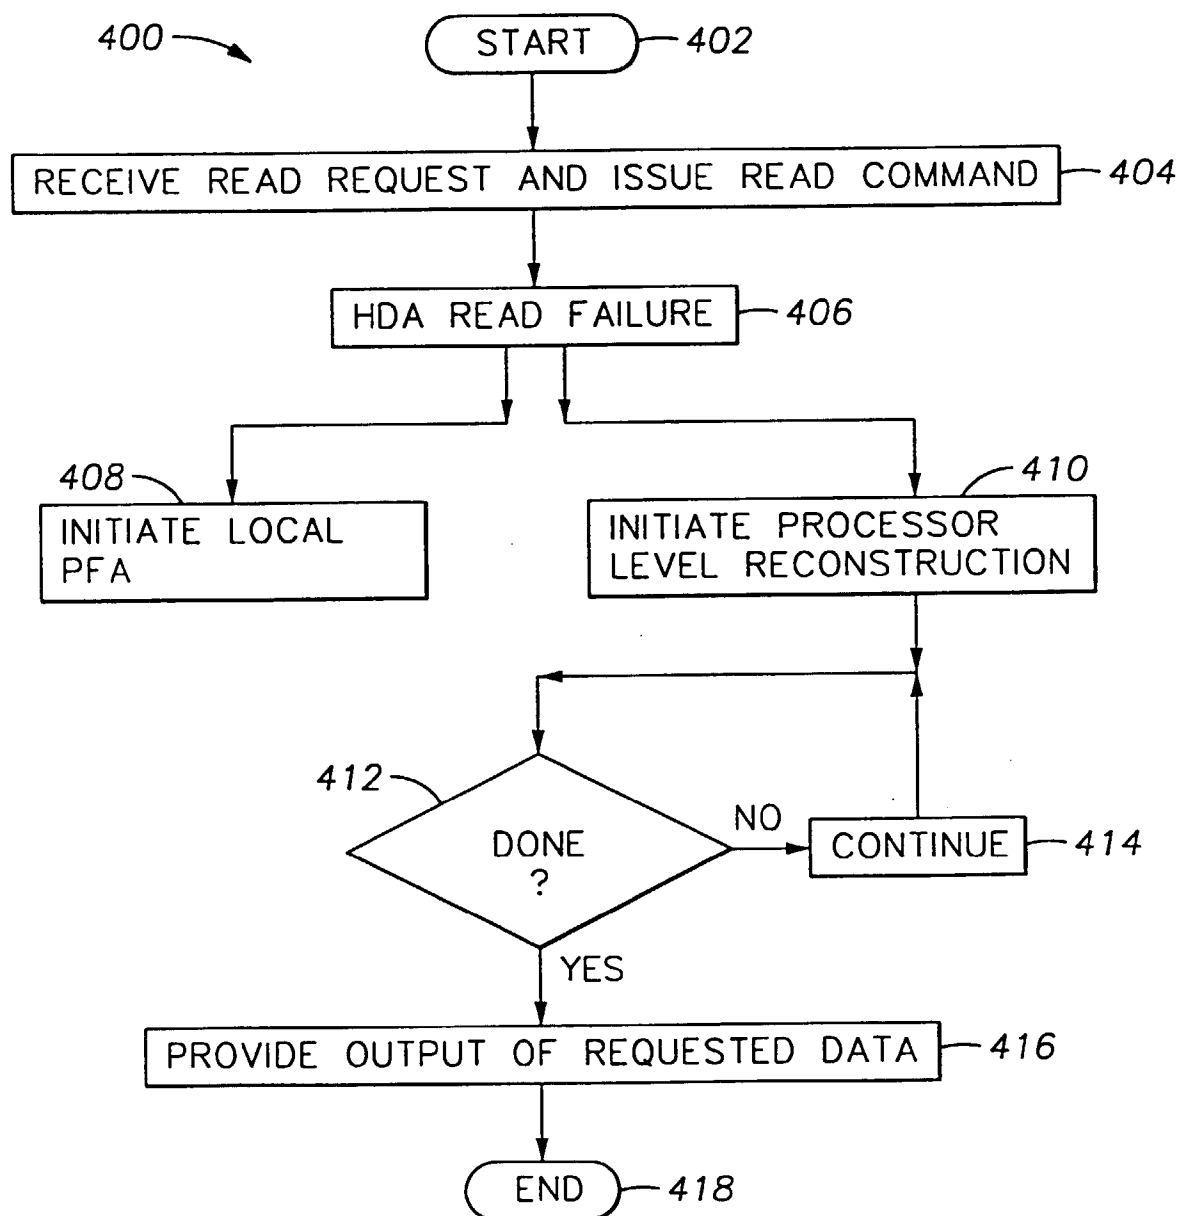 400
START
402
RECEIVE READ REQUEST AND ISSUE READ COMMAND
404
HDA READ FAILURE
406
408
INITIATE LOCAL
PFA
410
INITIATE PROCESSOR
LEVEL RECONSTRUCTION
412
DONE
?
NO
CONTINUE
414
YES
PROVIDE OUTPUT OF REQUESTED DATA
416
END
418